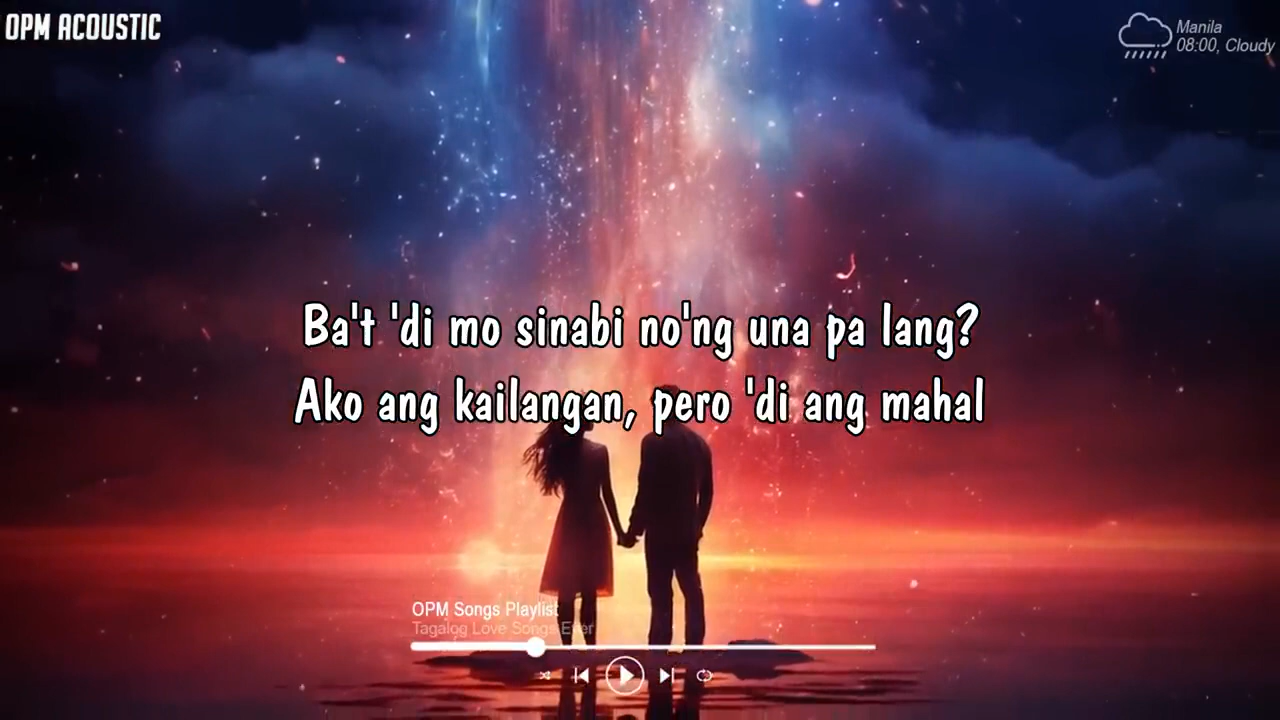 OPM ACOUSTIC
Manila
08:00, Cloudy
Ba't 'di mo sinabi no'ng una pa lang?
Ako ang kailangan, pero 'di ang mahal
OPM Songs Playlist
Tagalog Love Songs Ever